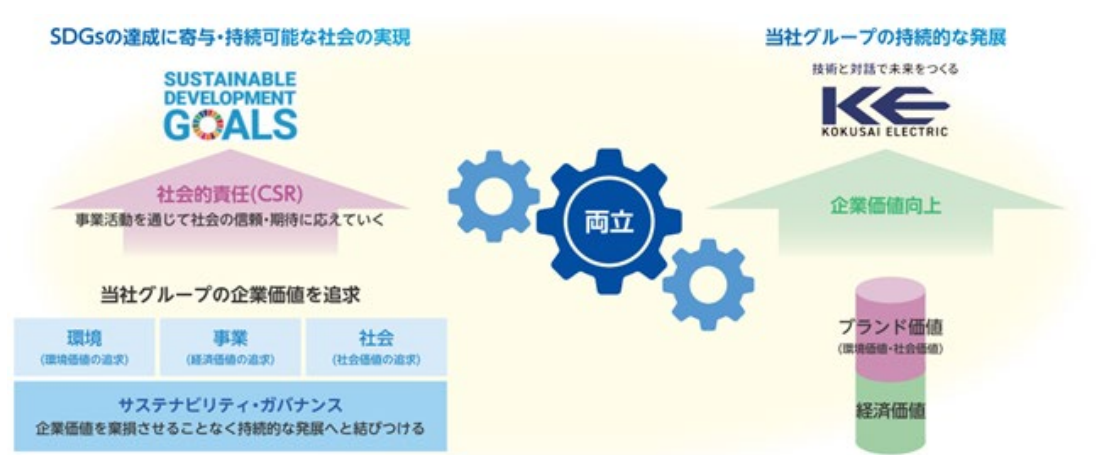 SDGsの達成に寄与・持続可能な社会の実現
SUSTAINABLE
DEVELOPMENT
GOALS
社会的責任(CSR)
事業活動を通じて社会の信頼・期待に応えていく
当社グループの企業価値を追求
環境
(環境価値の追求)
事業
(経済価値の追求)
社会
(社会価値の追求)
サステナビリティ・ガバナンス
企業価値を棄損させることなく持続的な発展へと結びつける
両立
当社グループの持続的な発展
技術と対話で未来をつくる
KE
KOKUSAI ELECTRIC
企業価値向上
ブランド価値
(環境価値・社会価値)
経済価値